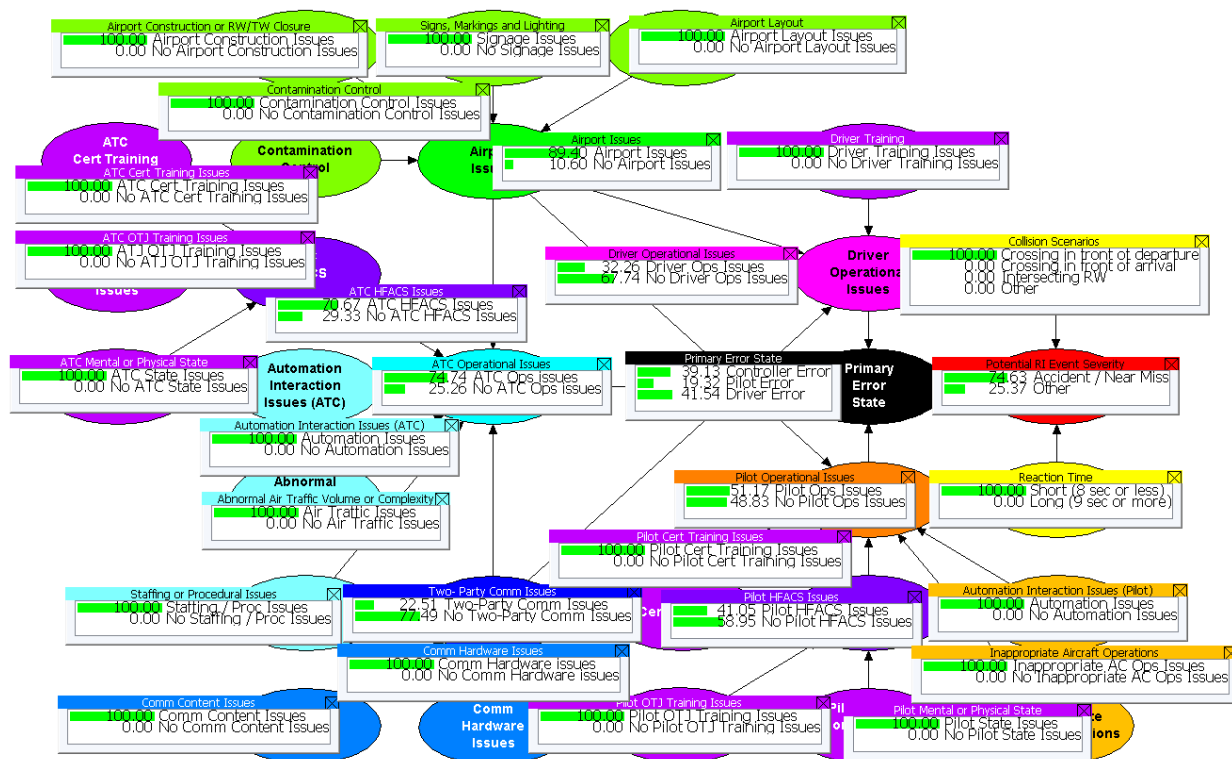 Airport Construction or RW/TW Closure
100.00 Airport Construction Issues
0.00 No Airport Construction Issues
Signs, Markings and Lighting
100.00 Signage Issues
0.00 No Signage Issues
Airport Layout
100.00 Airport Layout Issues
0.00 No Airport Layout Issues
Contamination Control
100.00 Contamination Control Issues
0.00 No Contamination Control Issues
ATC
Cert Training
Contamination
Airport Issues
89.40 Airport Issues
10.60 No Airport Issues
Driver Training
100.00 Driver Training Issues
0.00 No Driver Training Issues
ATC Cert Training Issues
100.00 ATC Cert Training Issues
0.00 No ATC Cert Training Issues
ATC OTJ Training Issues
100.00 ATJ OTJ Training Issues
0.00 No ATJ OTJ Training Issues
Issues
Driver Operational Issues
32.26 Driver Ops Issues
67.74 No Driver Ops Issues
Driver
Operational
Issues
Collision Scenarios
100.00 Crossing in front of departure
0.00 Crossing in front of arrival
0.00 Intersecting RW
0.00 Other
ATC HFACS Issues
70.67 ATC HFACS Issues
29.33 No ATC HFACS Issues
ATC Mental or Physical State
100.00 ATC State Issues
0.00 No ATC State Issues
Automation
Interaction
Issues (ATC)
ATC Operational Issues
74.74 ATC Ops Issues
25.26 No ATC Ops Issues
Primary Error State
39.13 Controller Error
19.32 Pilot Error
41.54 Driver Error
Primary
Error
State
Potential RI Event Severity
74.63 Accident / Near Miss
25.37 Other
Automation Interaction Issues (ATC)
100.00 Automation Issues
0.00 No Automation Issues
Abnormal
Abnormal Air Traffic Volume or Complexity
100.00 Air Traffic Issues
0.00 No Air Traffic Issues
Pilot Operational Issues
51.17 Pilot Ops Issues
48.83 No Pilot Ops Issues
Reaction Time
100.00 Short (8 sec or less)
0.00 Long (9 sec or more)
Pilot Cert Training Issues
100.00 Pilot Cert Training Issues
0.00 No Pilot Cert Training Issues
Staffing or Procedural Issues
100.00 Staffing / Proc Issues
0.00 No Staffing / Proc Issues
Two- Party Comm Issues
22.51 Two-Party Comm Issues
77.49 No Two-Party Comm Issues
Pilot HFACS Issues
41.05 Pilot HFACS Issues
58.95 No Pilot HFACS Issues
Automation Interaction Issues (Pilot)
100.00 Automation Issues
0.00 No Automation Issues
Comm Hardware Issues
100.00 Comm Hardware Issues
0.00 No Comm Hardware Issues
Inappropriate Aircraft Operations
100.00 Inappropriate AC Ops Issues
0.00 No Inappropriate AC Ops Issues
Comm Content Issues
100.00 Comm Content Issues
0.00 No Comm Content Issues
Comm
Hardware
Issues
Pilot OTJ Training Issues
100.00 Pilot OTJ Training Issues
0.00 No Pilot OTJ Training Issues
Pilot Mental or Physical State
100.00 Pilot State Issues
0.00 No Pilot State Issues